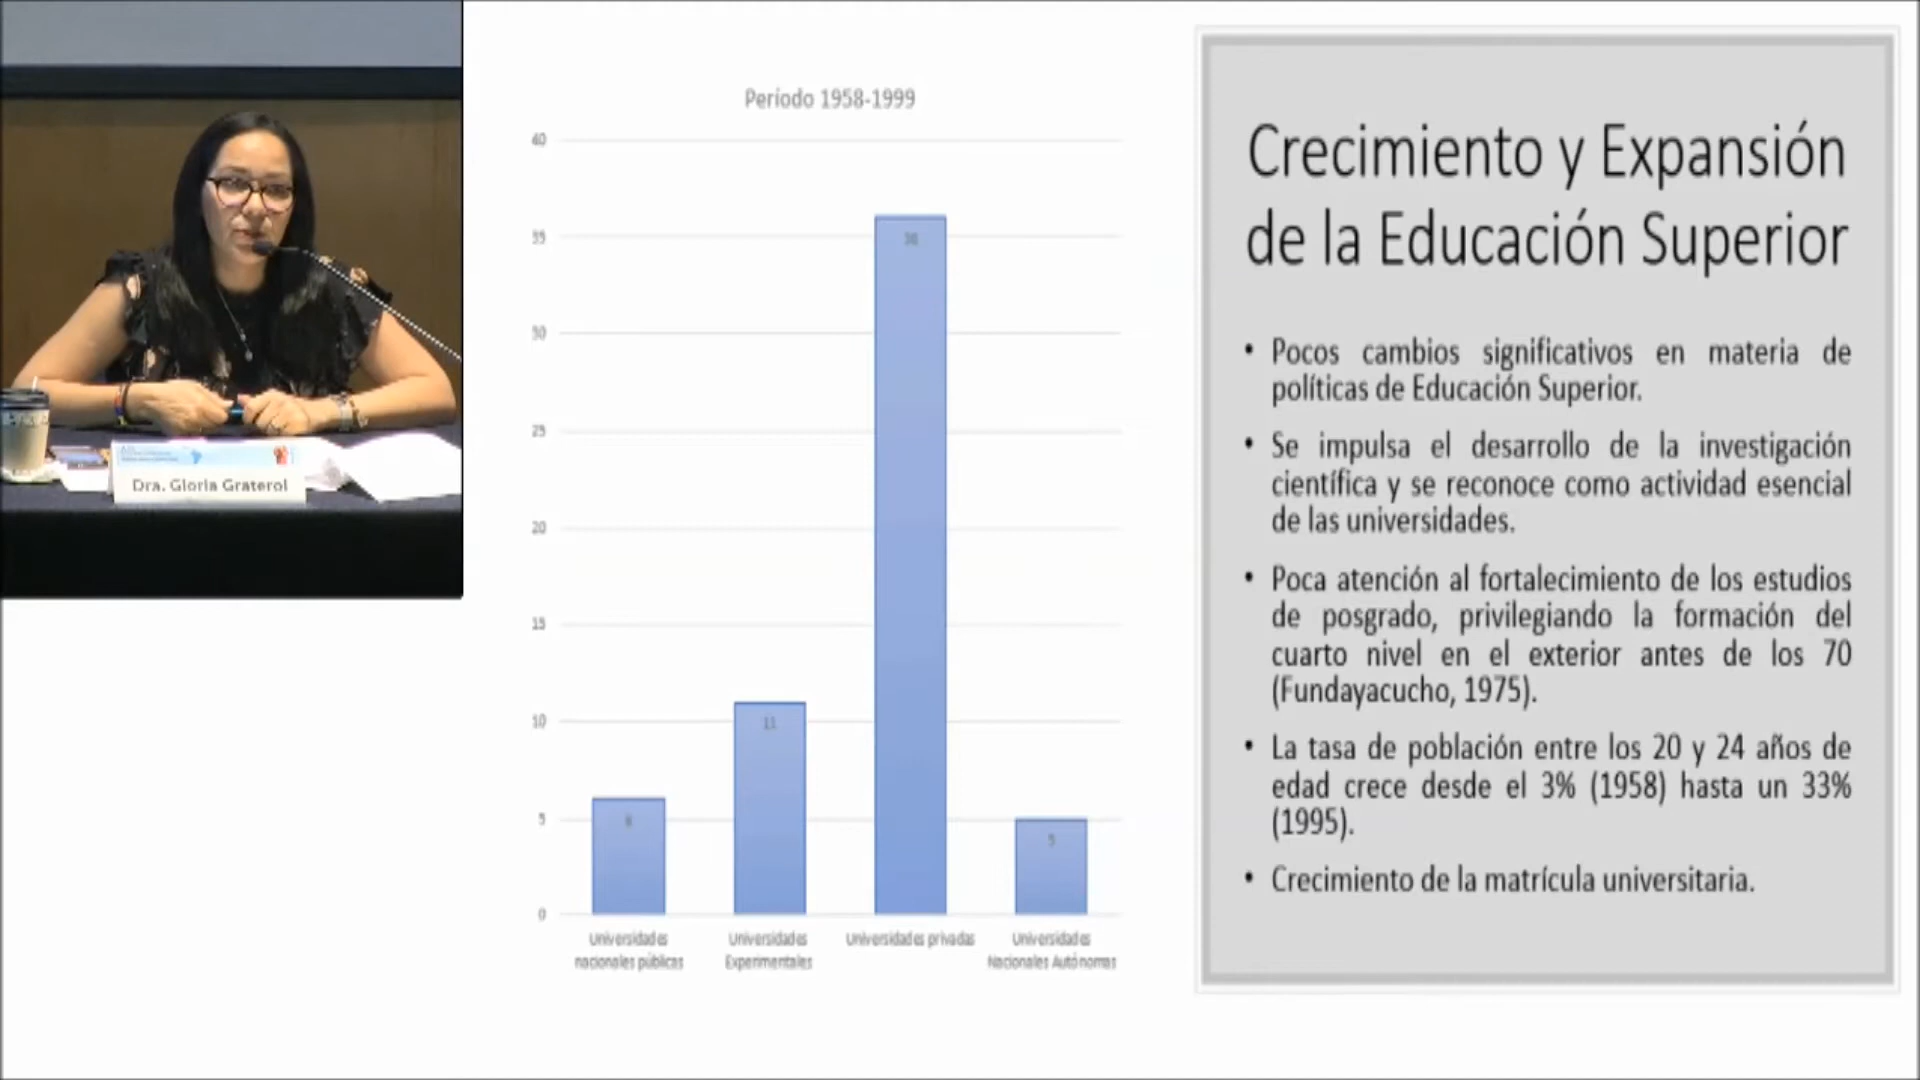 Dra. Gloria Graterol
Período 1958-1999
40
35
30
25
20
15
10
5
0
6
11
36
5
Universidades
nacionales públicas
Universidades
Experimentales
Universidades privadas
Universidades
Nacionales Autónomas
Crecimiento y Expansión
de la Educación Superior
• Pocos cambios significativos en materia de
políticas de Educación Superior.
• Se impulsa el desarrollo de la investigación
científica y se reconoce como actividad esencial
de las universidades.
• Poca atención al fortalecimiento de los estudios
de posgrado, privilegiando la formación del
cuarto nivel en el exterior antes de los 70
(Fundayacucho, 1975).
• La tasa de población entre los 20 y 24 años de
edad crece desde el 3% (1958) hasta un 33%
(1995).
• Crecimiento de la matrícula universitaria.